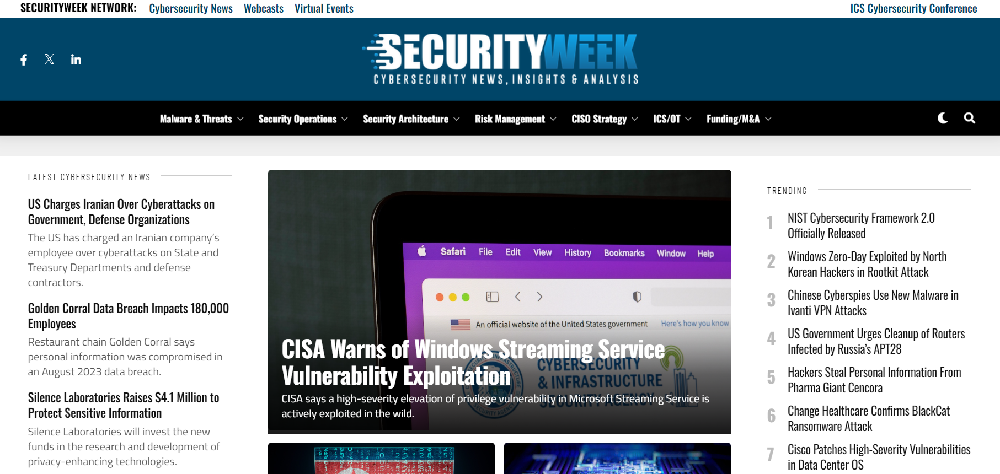 SECURITYWEEK NETWORK:
Cybersecurity News
Webcasts
Virtual Events
ICS Cybersecurity Conference
SECURITYWEEK
CYBERSECURITY NEWS, INSIGHTS & ANALYSIS
Malware & Threats
Security Operations
Security Architecture
Risk Management
CISO Strategy
ICS/OT
Funding/M&A
LATEST CYBERSECURITY NEWS
US Charges Iranian Over Cyberattacks on
Government, Defense Organizations
The US has charged an Iranian company's
employee over cyberattacks on State and
Treasury Departments and defense
contractors.
Golden Corral Data Breach Impacts 180,000
Employees
Restaurant chain Golden Corral says
personal information was compromised in
an August 2023 data breach.
Silence Laboratories Raises $4.1 Million to
Protect Sensitive Information
Silence Laboratories will invest the new
funds in the research and development of
privacy-enhancing technologies.
Safari File Edit View History Bookmarks Window Help
An official website of the United States government Here's how you know
CYBERSECURITY
& INFRASTRUCTURE
SECURITY AGENCY
CISA Warns of Windows Streaming Service
Vulnerability Exploitation
CISA says a high-severity elevation of privilege vulnerability in Microsoft Streaming Service is
actively exploited in the wild.
TRENDING
1 NIST Cybersecurity Framework 2.0
Officially Released
2 Windows Zero-Day Exploited by North
Korean Hackers in Rootkit Attack
3 Chinese Cyberspies Use New Malware in
Ivanti VPN Attacks
4 US Government Urges Cleanup of Routers
Infected by Russia's APT28
5 Hackers Steal Personal Information From
Pharma Giant Cencora
6 Change Healthcare Confirms BlackCat
Ransomware Attack
7 Cisco Patches High-Severity Vulnerabilities
in Data Center OS